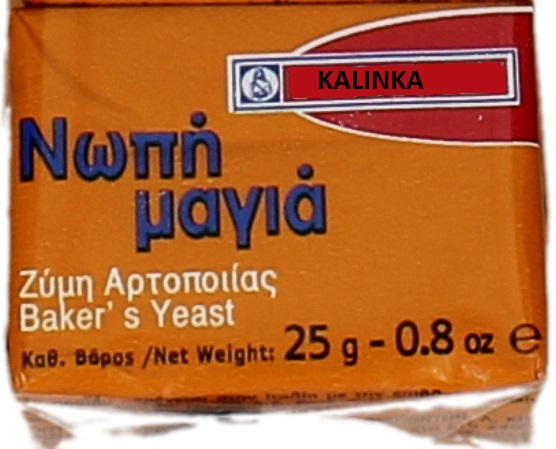 KALINKA
Νωπή
μαγιά
Ζύμη Αρτοποιίας
Baker' s Yeast
Καθ. Βάρος /Net Weight: 25 g - 0.8 oz ℮